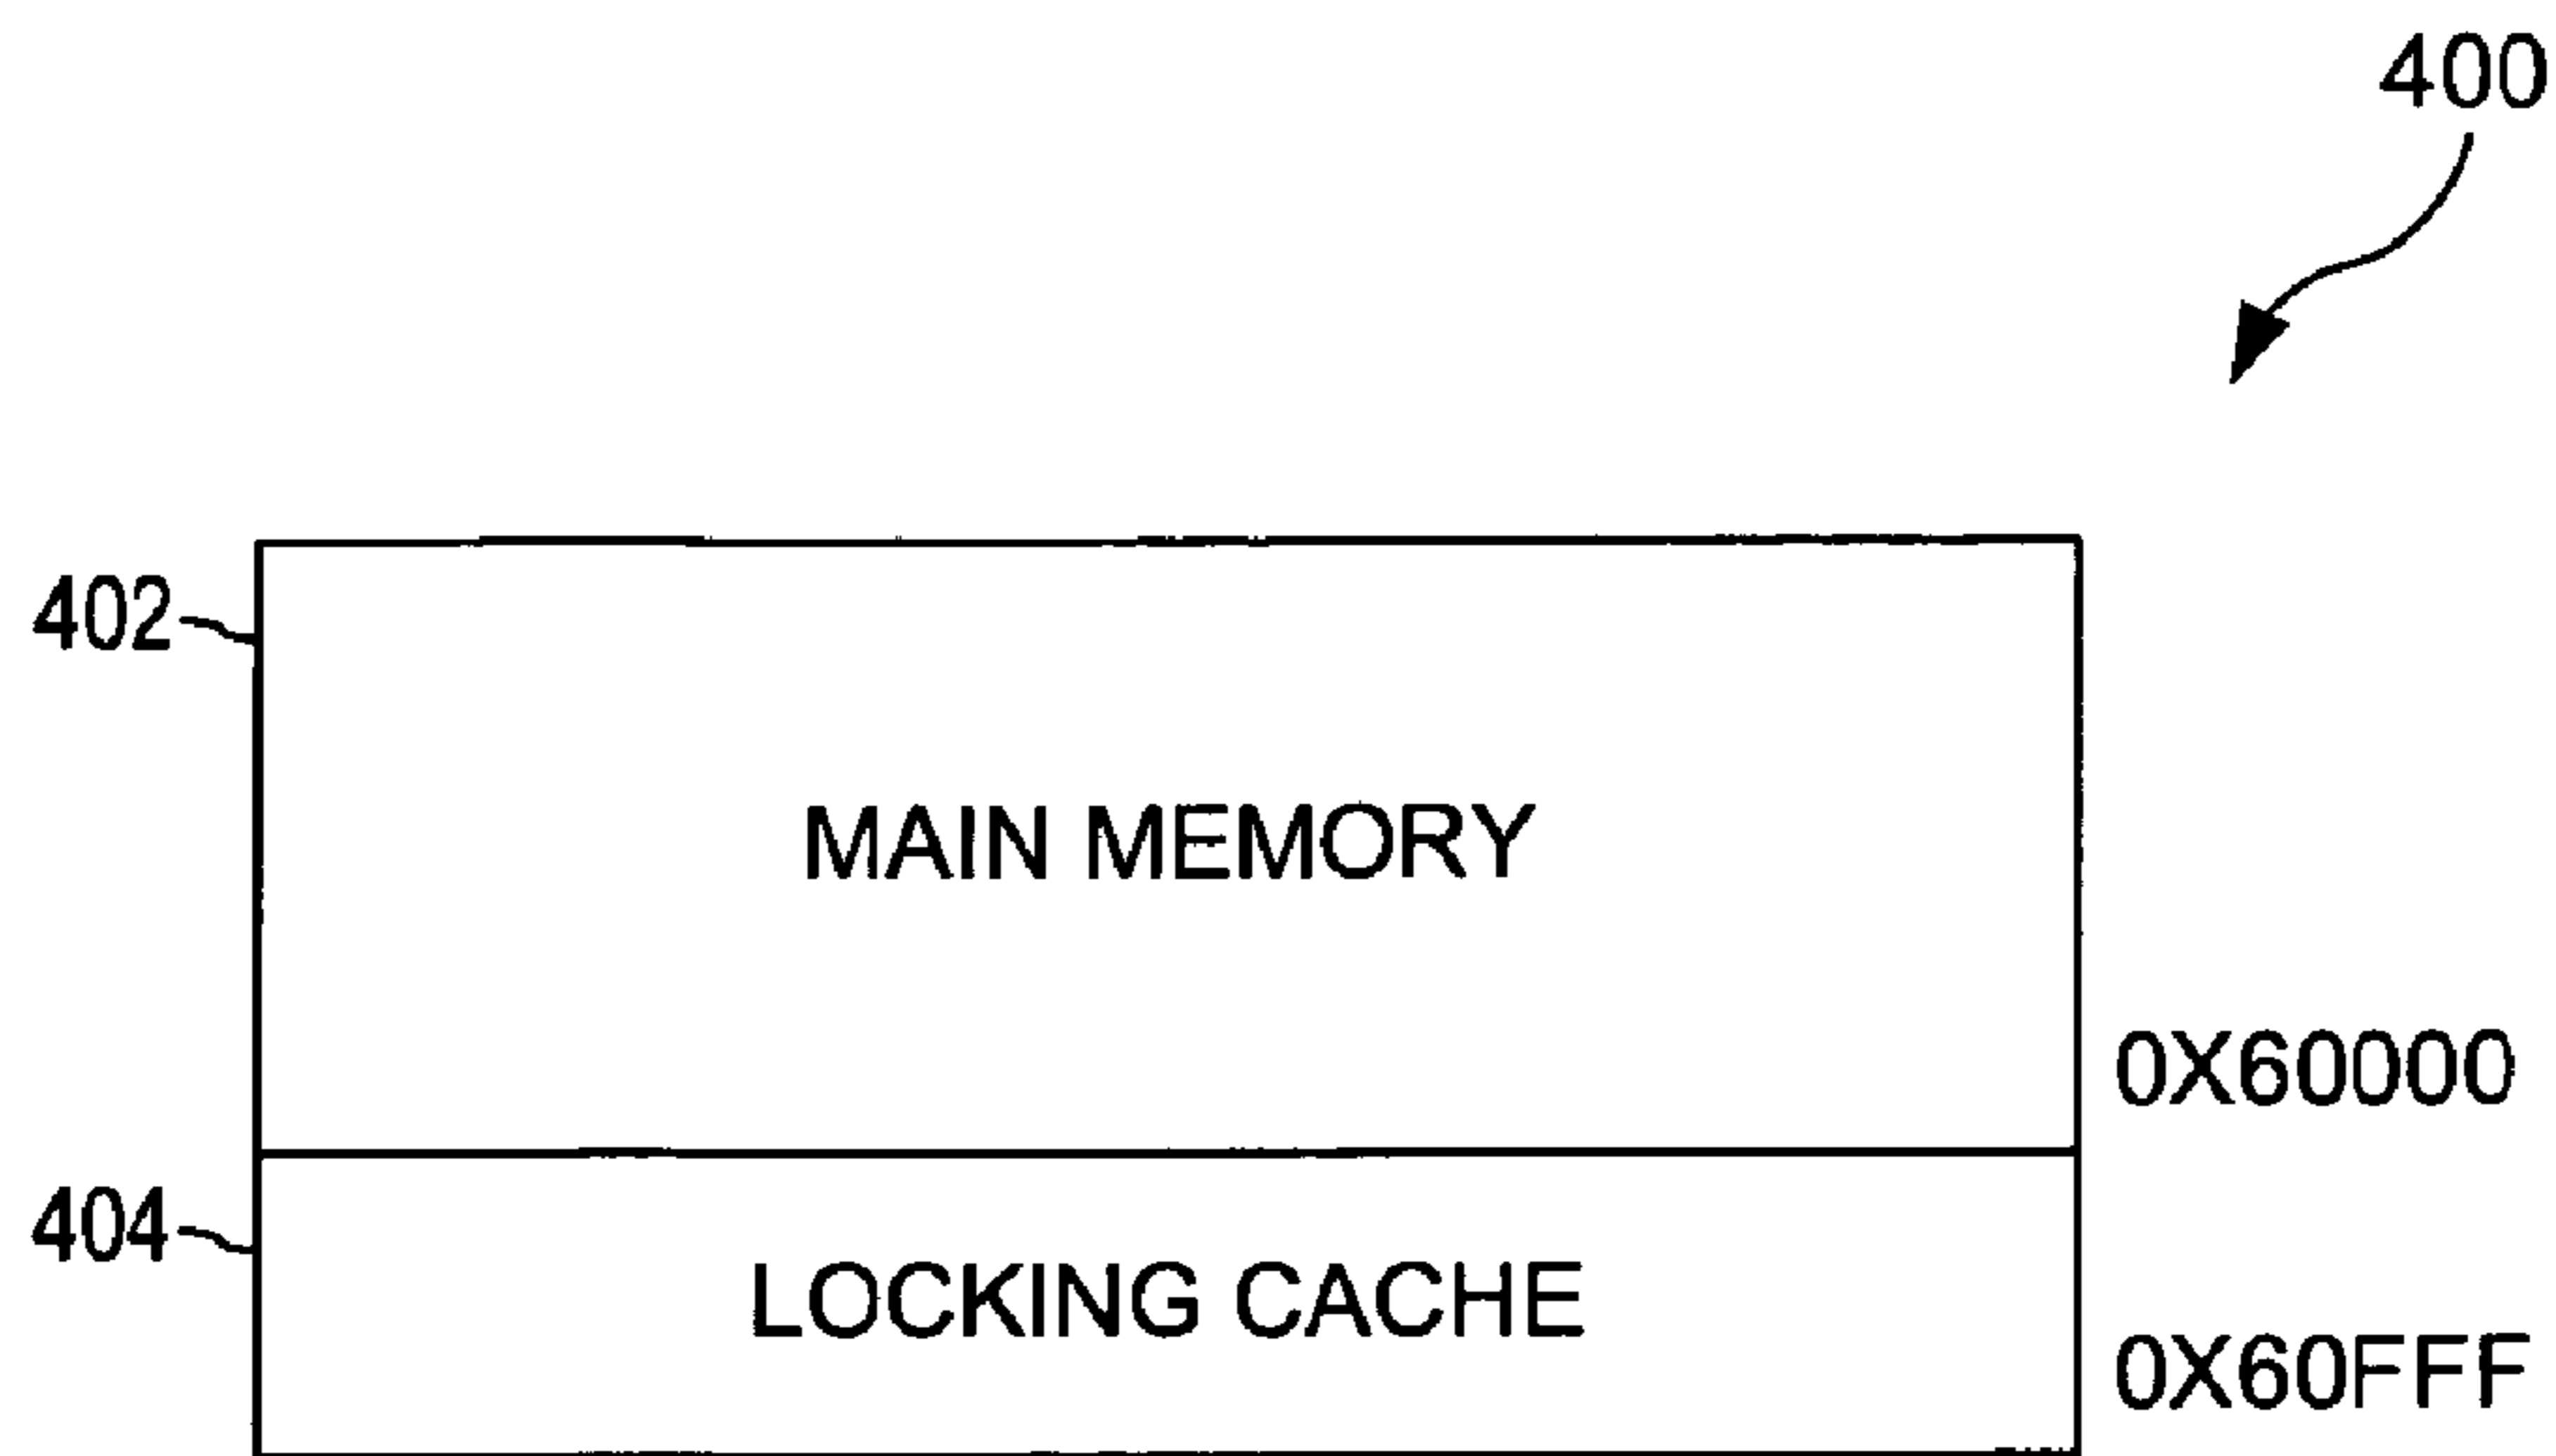 400
402
MAIN MEMORY
0X60000
404
LOCKING CACHE
0X60FFF